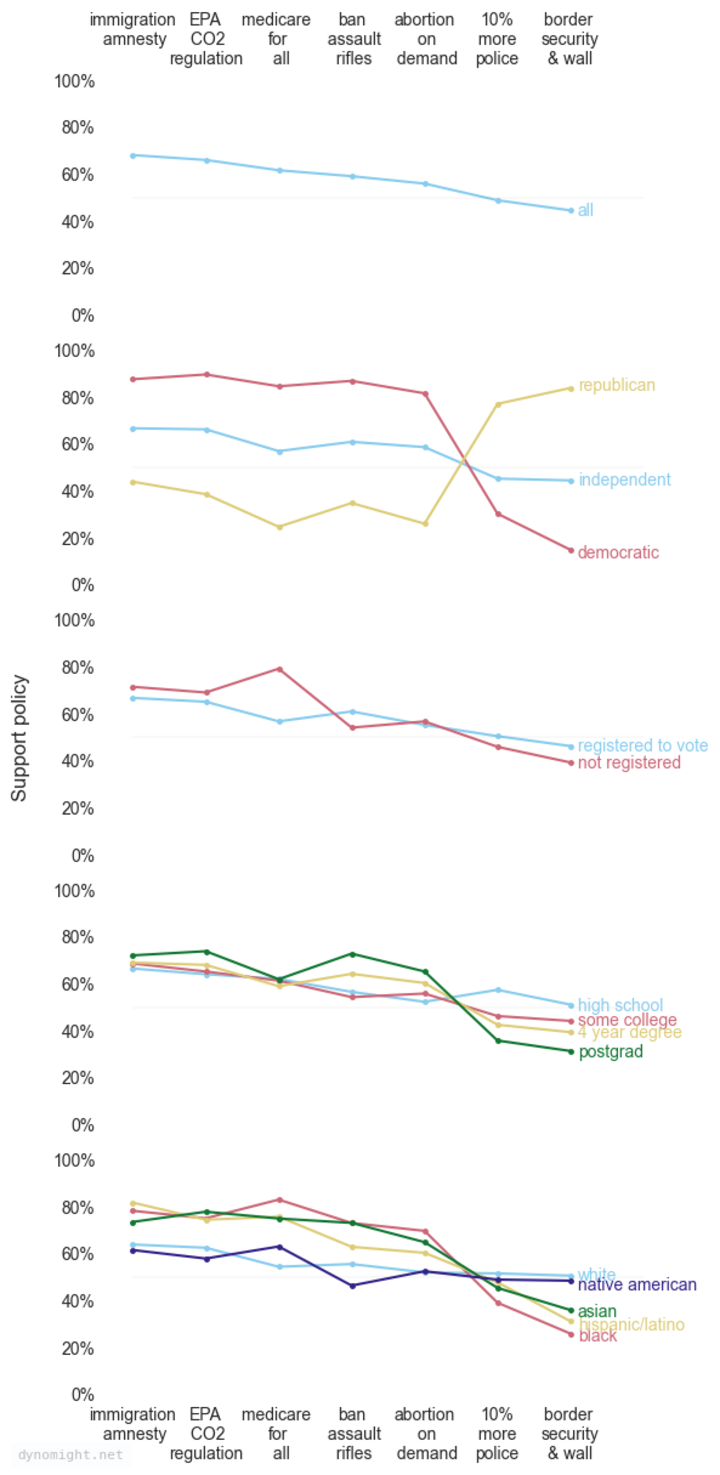 immigration EPA medicare ban abortion 10% border
amnesty CO2 for assault on more security
regulation all rifles demand police & wall
100%
80%
60%
40%
all
20%
0%
100%
republican
80%
60%
independent
40%
20%
democratic
0%
Support policy
100%
80%
60%
registered to vote
not registered
40%
20%
0%
100%
80%
60%
high school
some college
4 year degree
40%
postgrad
20%
0%
100%
80%
60%
white
native american
40%
asian
hispanic/latino
black
20%
0%
immigration EPA medicare ban abortion 10% border
amnesty CO2 for assault on more security
regulation all rifles demand police & wall
dynomight.net